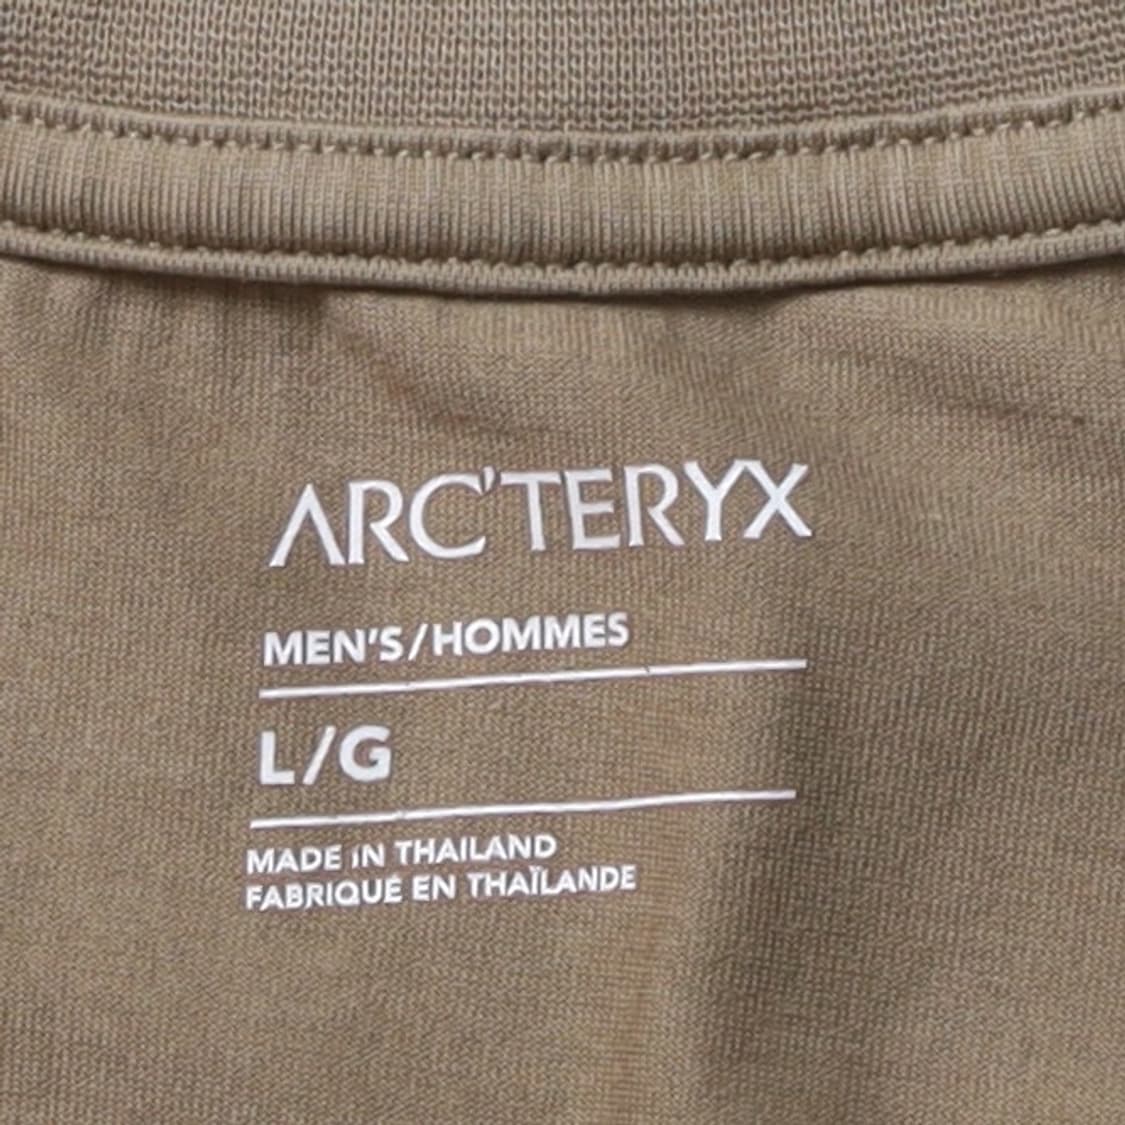 ARC'TERYX
MEN'S/HOMMES
L/G
MADE IN THAILAND
FABRIQUÉ EN THAÏLANDE